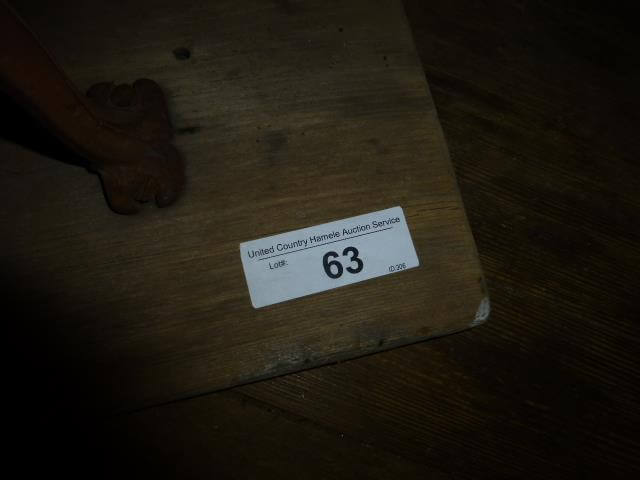 United Country Hamele Auction Service
Lot#: 63
ID:306